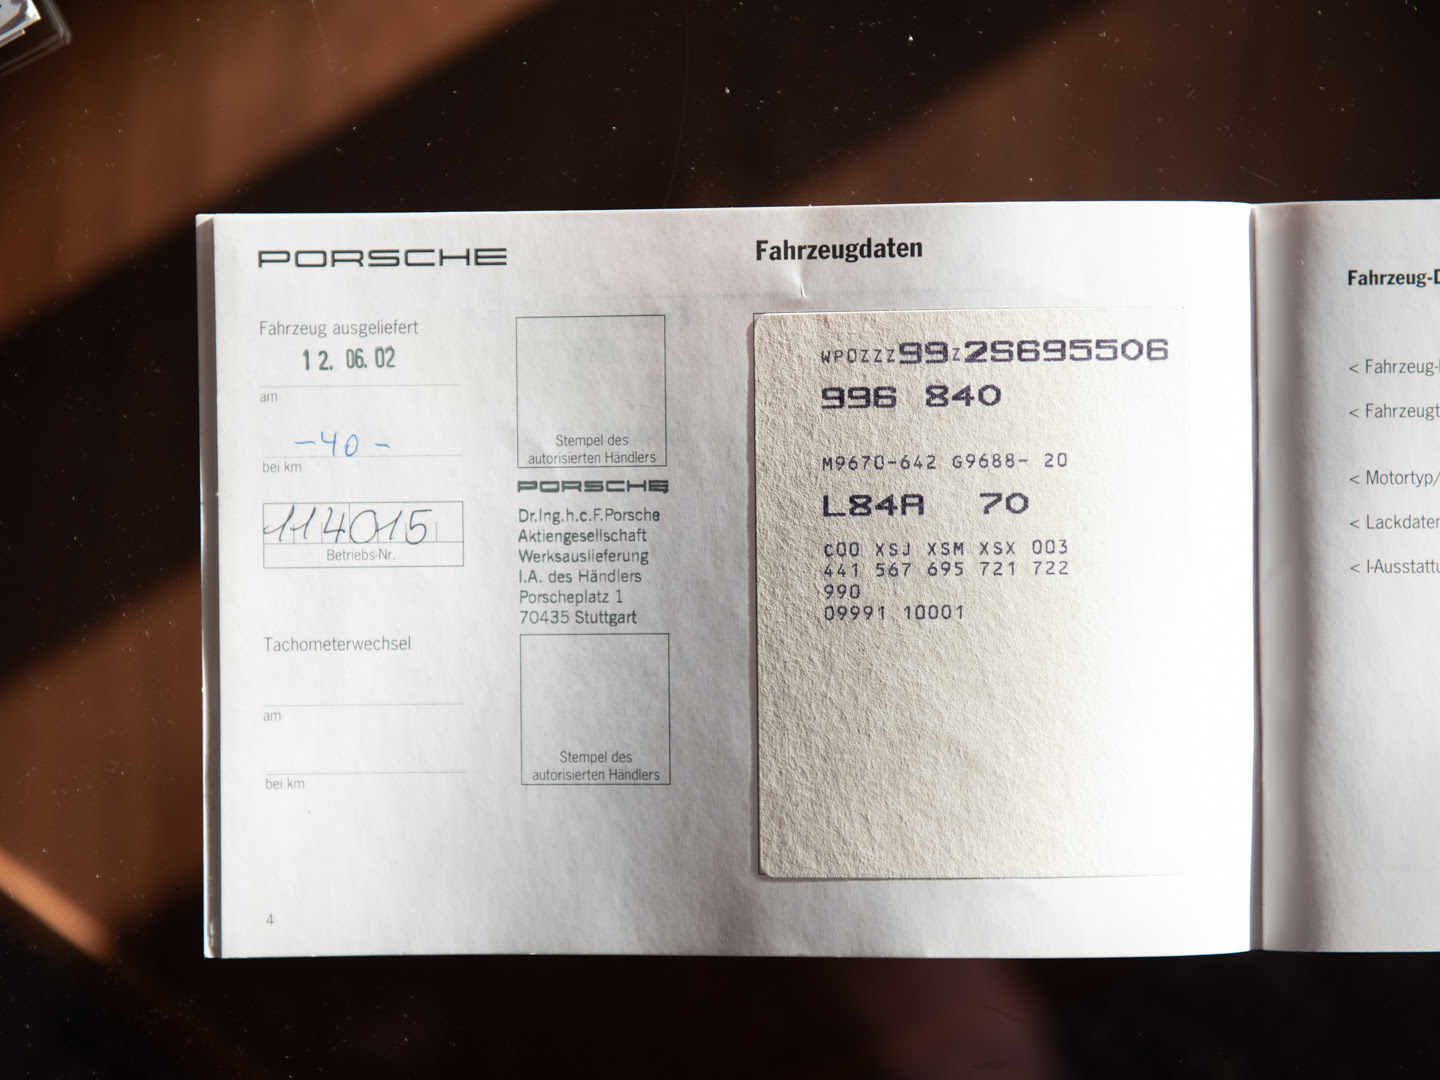 PORSCHE
Fahrzeug ausgeliefert
12. 06. 02
am
-40-
bei km
114015
Betriebs-Nr.
Tachometerwechsel
am
bei km
4
Stempel des
autorisierten Händlers
PORSCHE
Dr.Ing.h.c.F.Porsche
Aktiengesellschaft
Werksauslieferung
I.A. des Händlers
Porscheplatz 1
70435 Stuttgart
Stempel des
autorisierten Händlers
Fahrzeugdaten
WP0ZZZ99Z2S695506
996 840
M9670-642 G9688- 20
L84A 70
C00 XSJ XSM XSX 003
441 567 695 721 722
990
09991 10001
Fahrzeug-
< Fahrzeug-
< Fahrzeugt
< Motortyp/
< Lackdaten
< I-Ausstattu